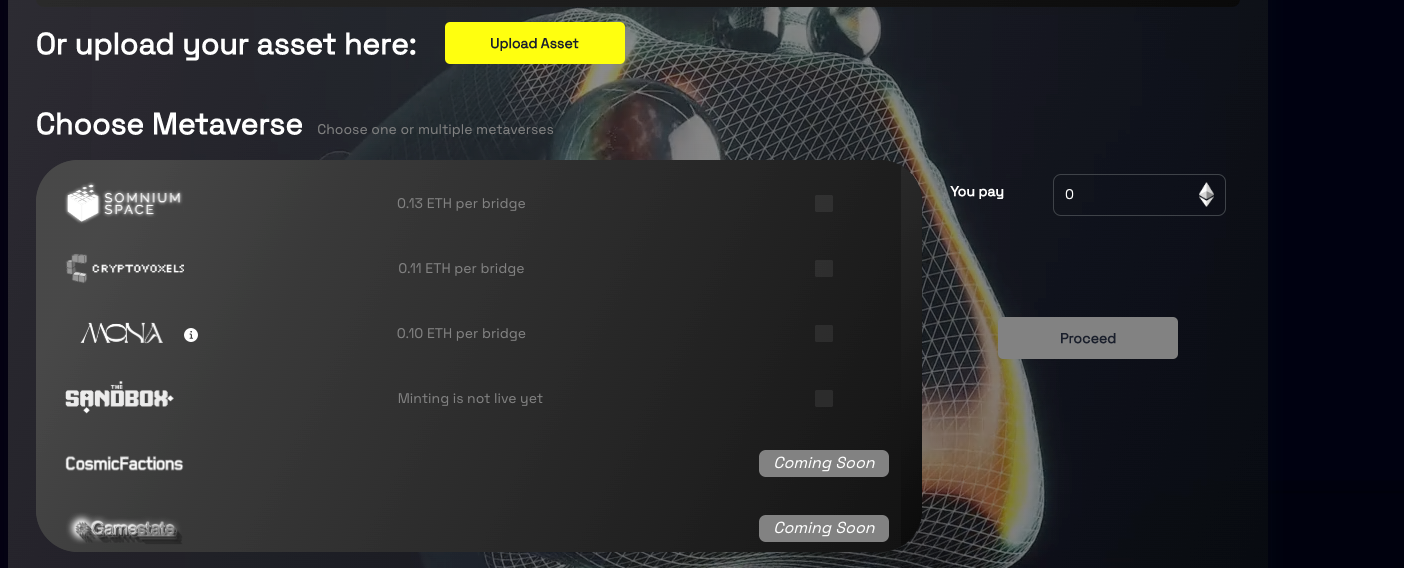 Or upload your asset here: Upload Asset
Choose Metaverse Choose one or multiple metaverses
SOMNIUM
SPACE
0.13 ETH per bridge
You pay 0
CRYPTOVOXELS 0.11 ETH per bridge
MONA i 0.10 ETH per bridge
Proceed
THE
SANDBOX Minting is not live yet
CosmicFactions Coming Soon
Gamestate Coming Soon